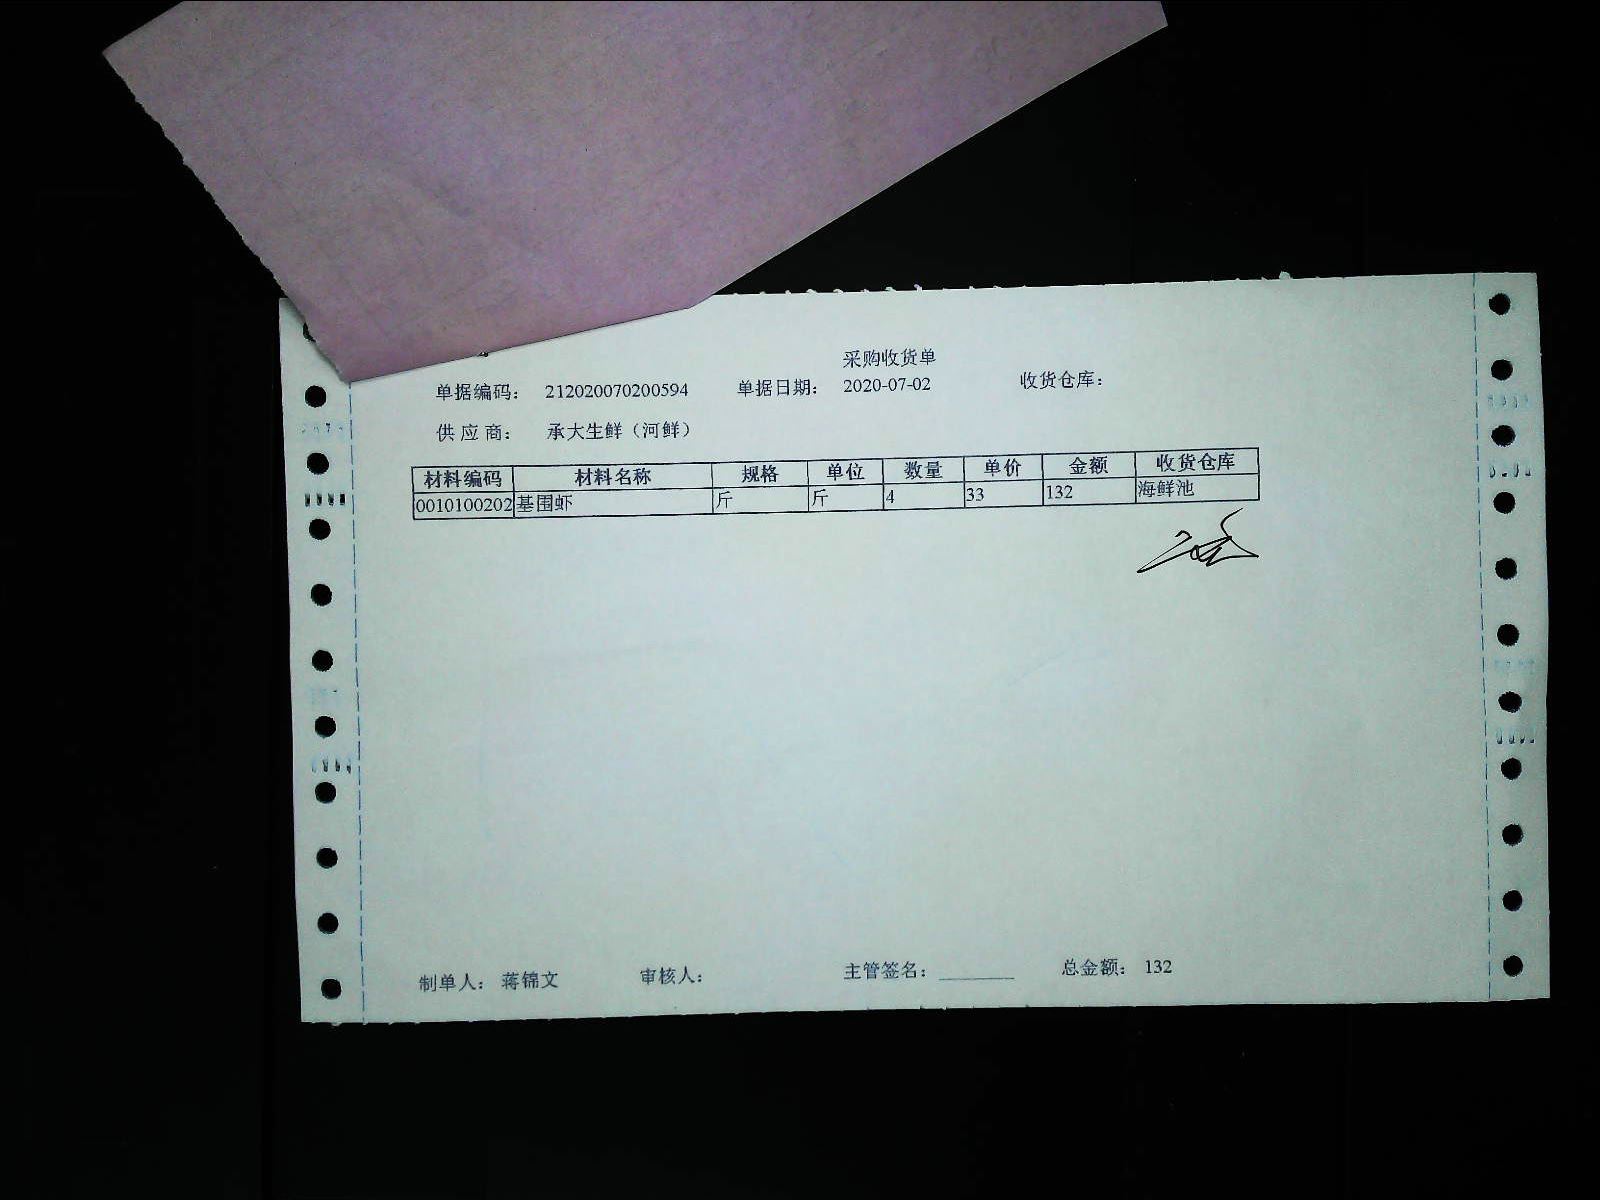 采购收货单
单据编码： 212020070200594 单据日期： 2020-07-02 收货仓库：
供应商： 承大生鲜（河鲜）
材料编码 材料名称 规格 单位 数量 单价 金额 收货仓库
0010100202 基围虾 斤 斤 4 33 132 海鲜池
制单人： 蒋锦文 审核人： 主管签名： ________ 总金额： 132